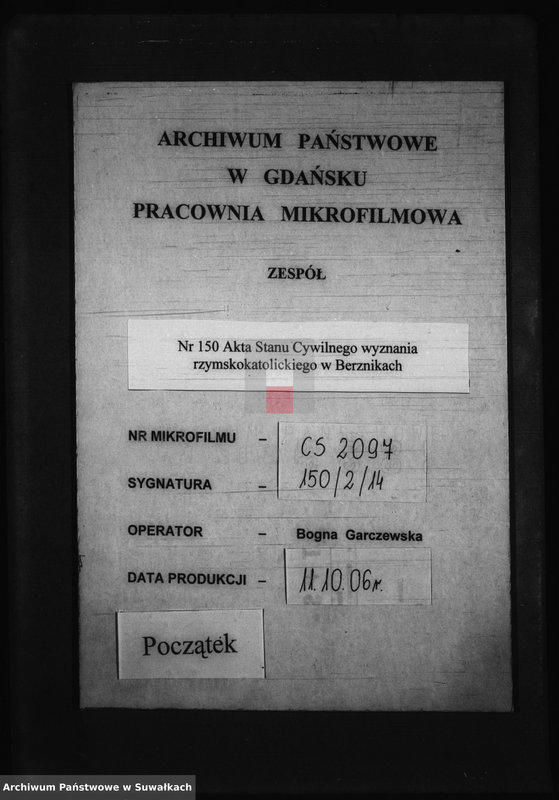 ARCHIWUM PAŃSTWOWE
W GDAŃSKU
PRACOWNIA MIKROFILMOWA
ZESPÓŁ
Nr 150 Akta Stanu Cywilnego wyznania
rzymskokatolickiego w Berznikach
NR MIKROFILMU – CS 2097
SYGNATURA – 150/2/14
OPERATOR – Bogna Garczewska
DATA PRODUKCJI – 11.10.06r.
Początek
Archiwum Państwowe w Suwałkach